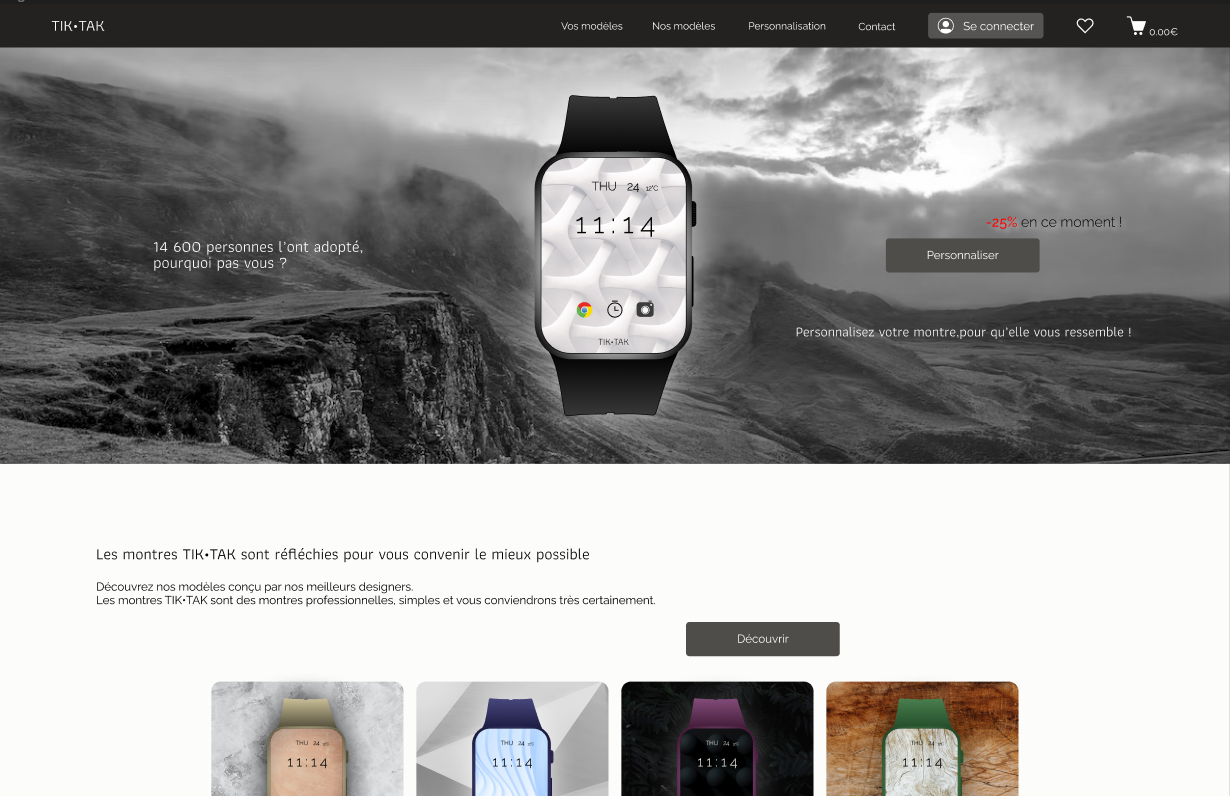 TIK•TAK
Vos modèles
Nos modèles
Personnalisation
Contact
Se connecter
0.00€
THU 24 12°C
11:14
TIK•TAK
14 600 personnes l'ont adopté,
pourquoi pas vous ?
-25% en ce moment !
Personnaliser
Personnalisez votre montre,pour qu'elle vous ressemble !
Les montres TIK•TAK sont réfléchies pour vous convenir le mieux possible
Découvrez nos modèles conçu par nos meilleurs designers.
Les montres TIK•TAK sont des montres professionnelles, simples et vous conviendrons très certainement.
Découvrir
THU 24
11:14
THU 24
11:14
THU 24
11:14
THU 24
11:14